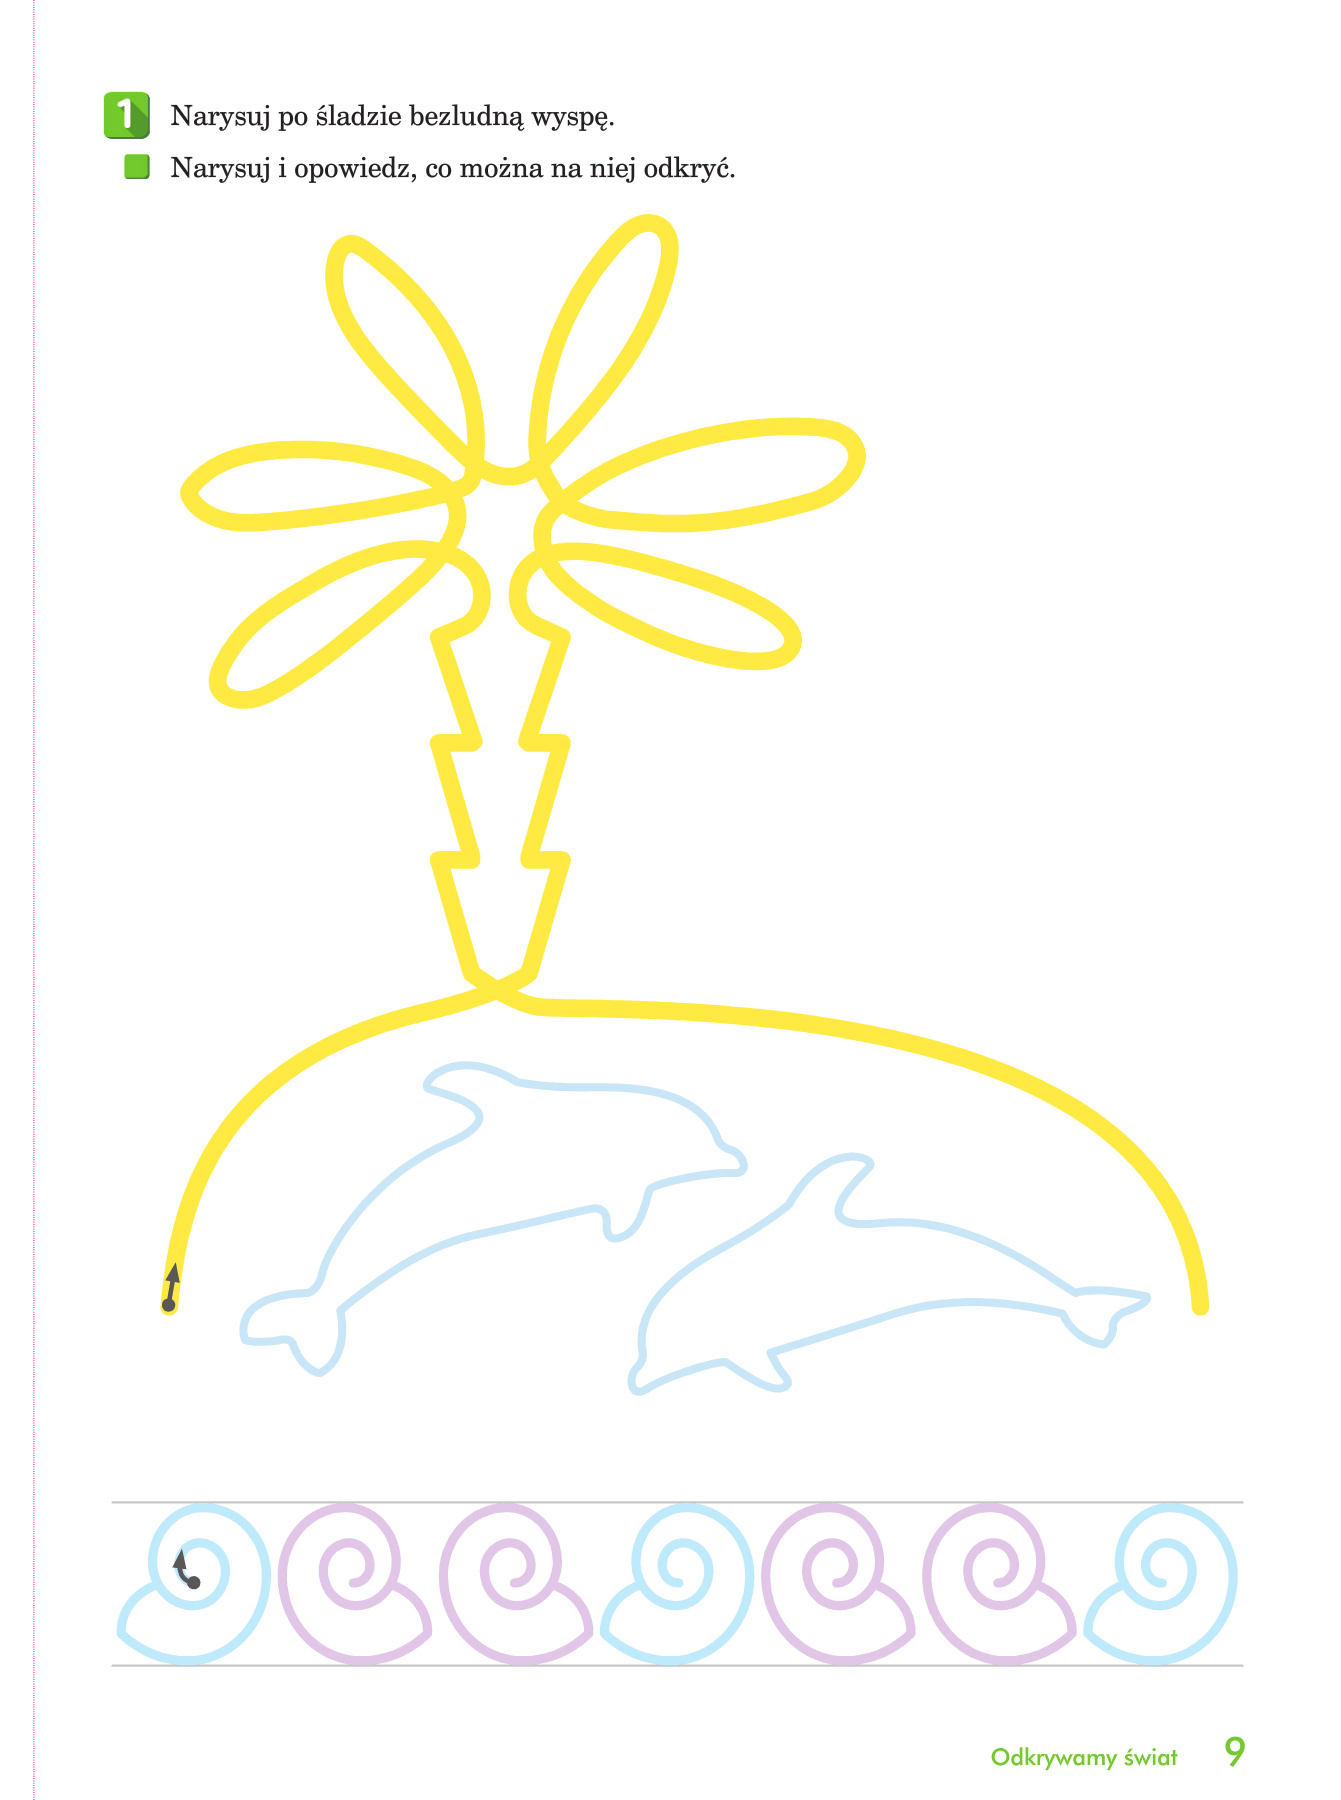 1 Narysuj po śladzie bezludną wyspę.
Narysuj i opowiedz, co można na niej odkryć.
Odkrywamy świat 9